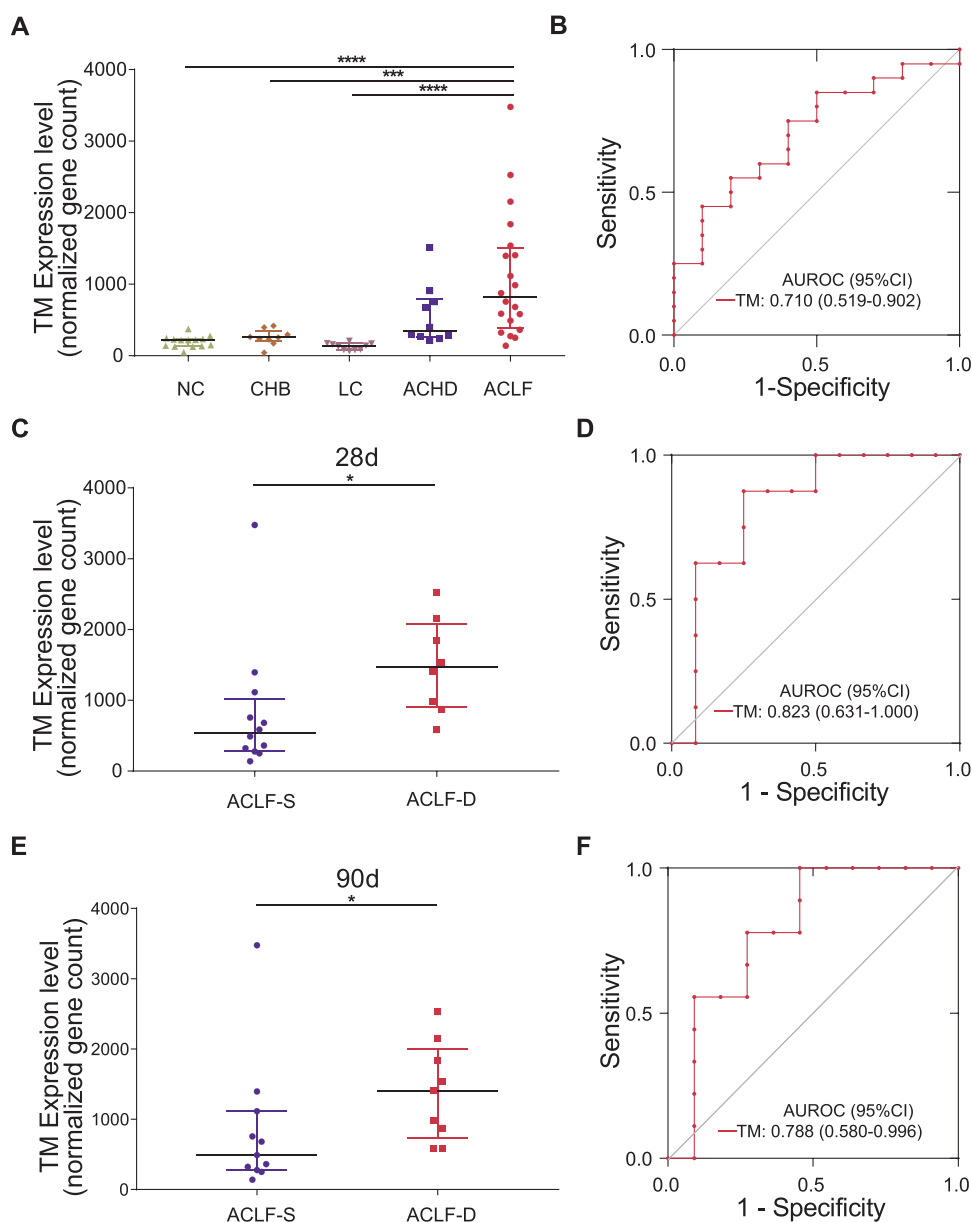 A
****
***
****
4000
3000
2000
1000
0
TM Expression level
(normalized gene count)
NC
CHB
LC
ACHD
ACLF
B
1.0
0.5
0.0
Sensitivity
AUROC (95%CI)
TM: 0.710 (0.519-0.902)
0.0
0.5
1.0
1-Specificity
C
28d
*
4000
3000
2000
1000
0
TM Expression level
(normalized gene count)
ACLF-S
ACLF-D
D
1.0
0.5
0.0
Sensitivity
AUROC (95%CI)
TM: 0.823 (0.631-1.000)
0.0
0.5
1.0
1 - Specificity
E
90d
*
4000
3000
2000
1000
0
TM Expression level
(normalized gene count)
ACLF-S
ACLF-D
F
1.0
0.5
0.0
Sensitivity
AUROC (95%CI)
TM: 0.788 (0.580-0.996)
0.0
0.5
1.0
1 - Specificity